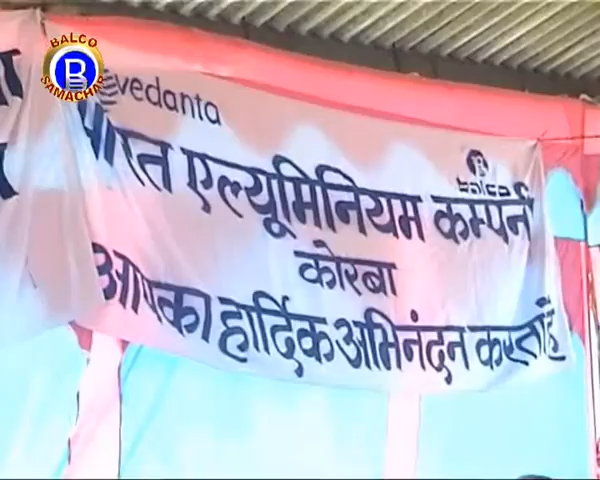 BALCO
B
SAMACHAR
vedanta
balco
भारत एल्यूमिनियम कम्पनी
कोरबा
आपका हार्दिक अभिनंदन करता है